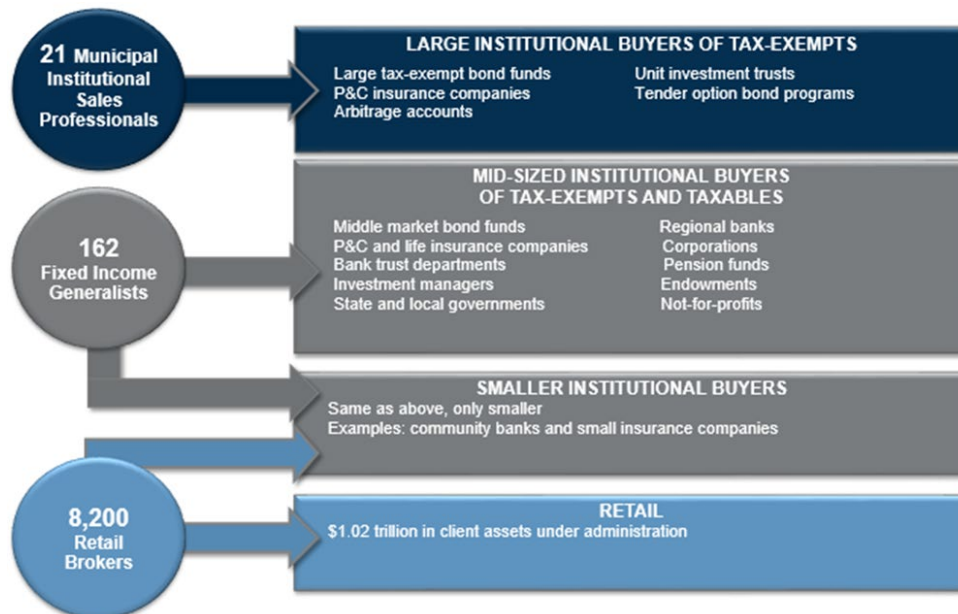 21 Municipal
Institutional
Sales
Professionals
LARGE INSTITUTIONAL BUYERS OF TAX-EXEMPTS
Large tax-exempt bond funds
P&C insurance companies
Arbitrage accounts
Unit investment trusts
Tender option bond programs
162
Fixed Income
Generalists
MID-SIZED INSTITUTIONAL BUYERS
OF TAX-EXEMPTS AND TAXABLES
Middle market bond funds
P&C and life insurance companies
Bank trust departments
Investment managers
State and local governments
Regional banks
Corporations
Pension funds
Endowments
Not-for-profits
SMALLER INSTITUTIONAL BUYERS
Same as above, only smaller
Examples: community banks and small insurance companies
8,200
Retail
Brokers
RETAIL
$1.02 trillion in client assets under administration